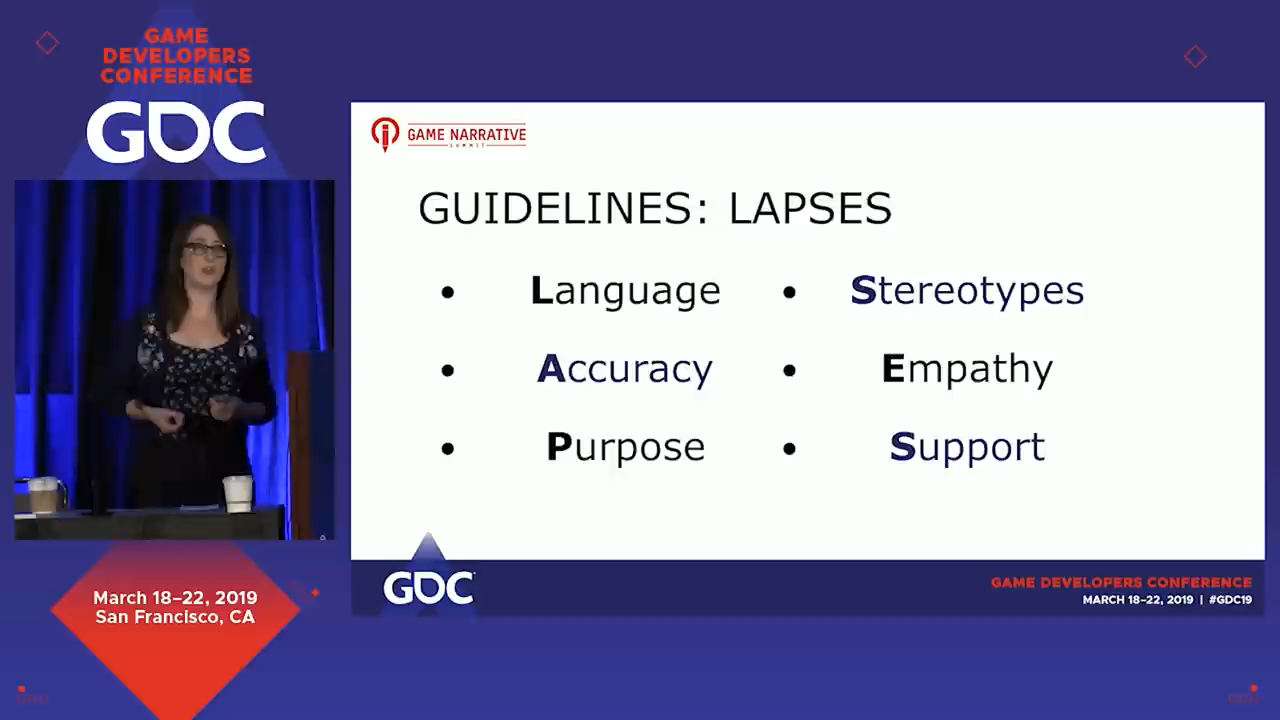 GAME
DEVELOPERS
CONFERENCE
GDC
March 18–22, 2019
San Francisco, CA
GAME NARRATIVE
SUMMIT
GUIDELINES: LAPSES
• Language
• Accuracy
• Purpose
• Stereotypes
• Empathy
• Support
GDC
GAME DEVELOPERS CONFERENCE
MARCH 18–22, 2019 | #GDC19